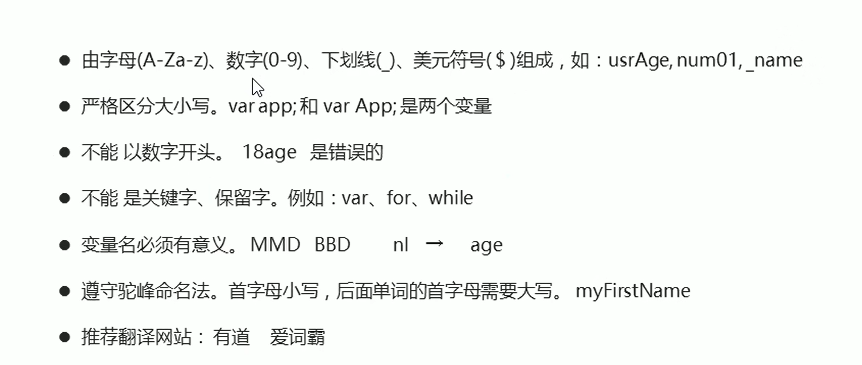 ● 由字母(A-Za-z)、数字(0-9)、下划线(_)、美元符号($)组成，如：usrAge, num01, _name
● 严格区分大小写。var app; 和 var App; 是两个变量
● 不能 以数字开头。 18age 是错误的
● 不能 是关键字、保留字。例如：var、for、while
● 变量名必须有意义。 MMD BBD nl → age
● 遵守驼峰命名法。首字母小写，后面单词的首字母需要大写。 myFirstName
● 推荐翻译网站： 有道 爱词霸